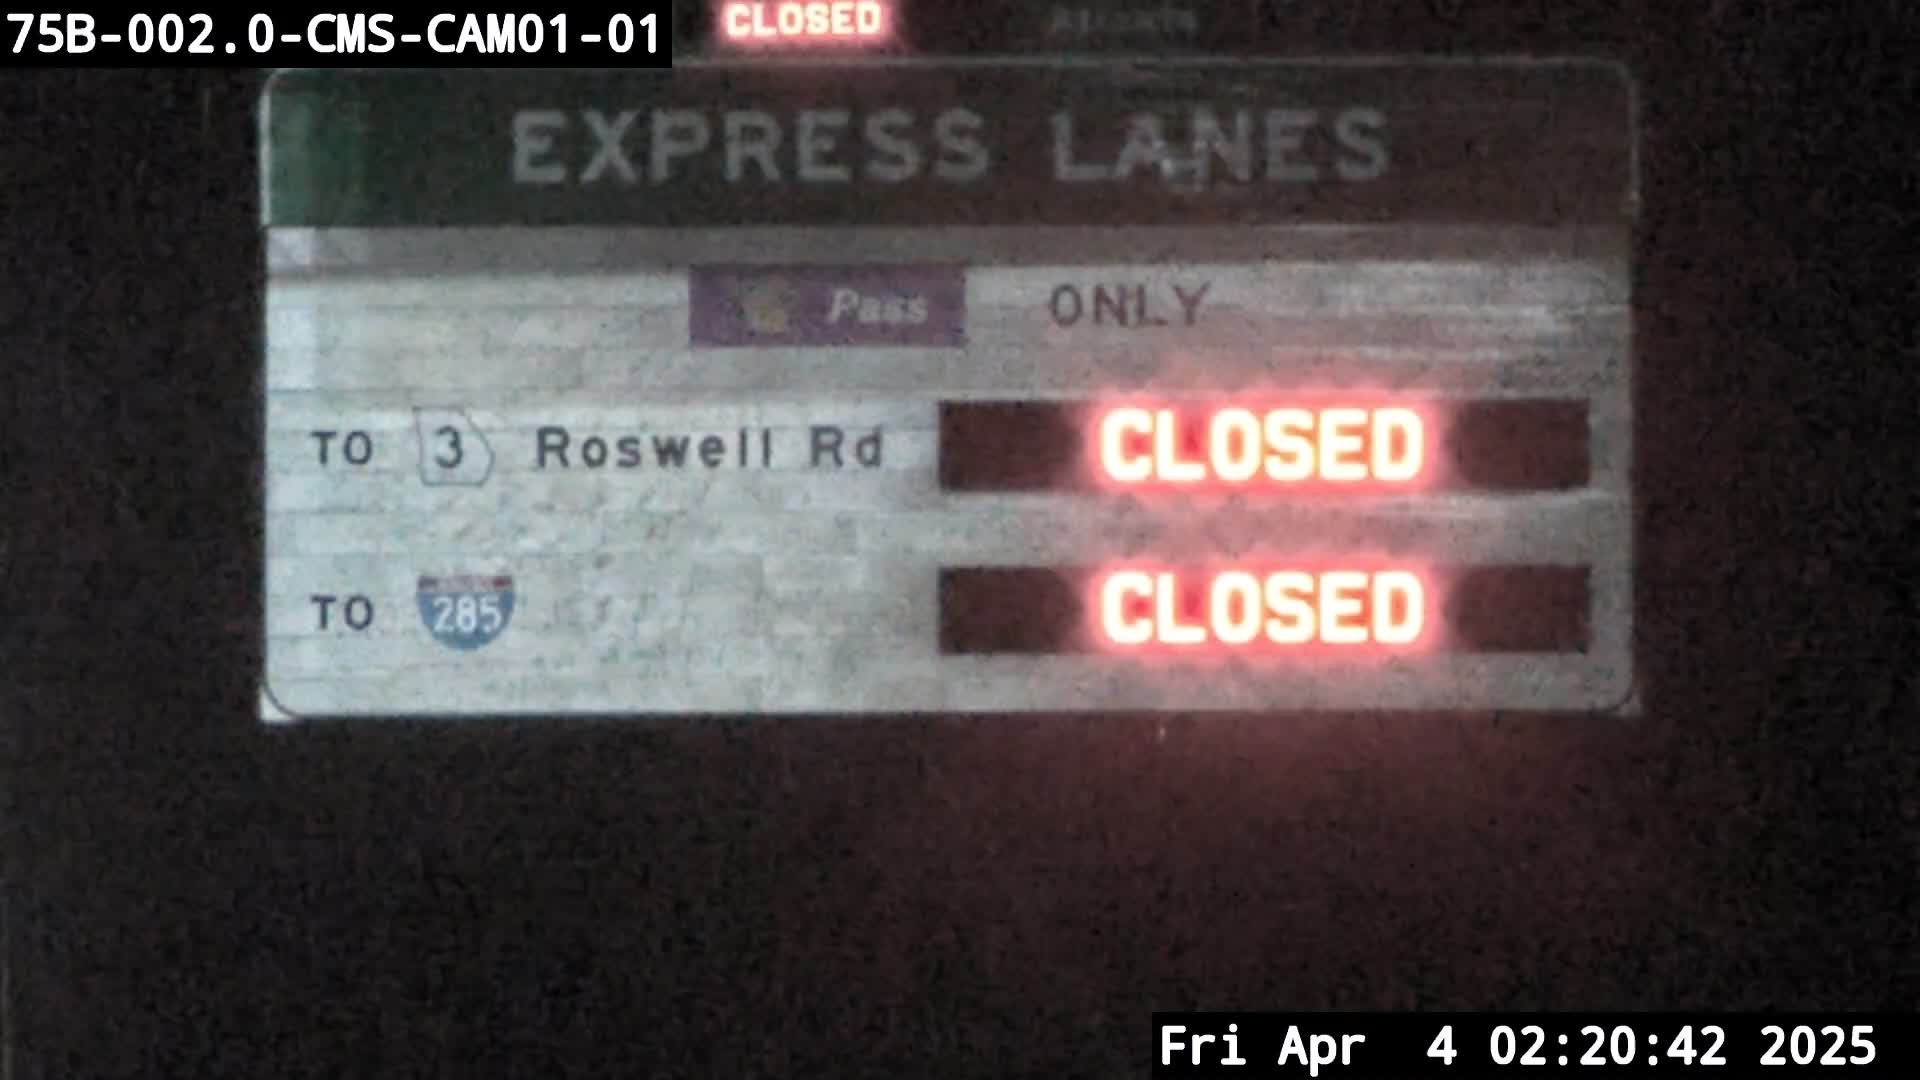 75B-002.0-CMS-CAM01-01
CLOSED
EXPRESS LANES
Pass ONLY
TO 3 Roswell Rd CLOSED
TO 285 CLOSED
Fri Apr 4 02:20:42 2025